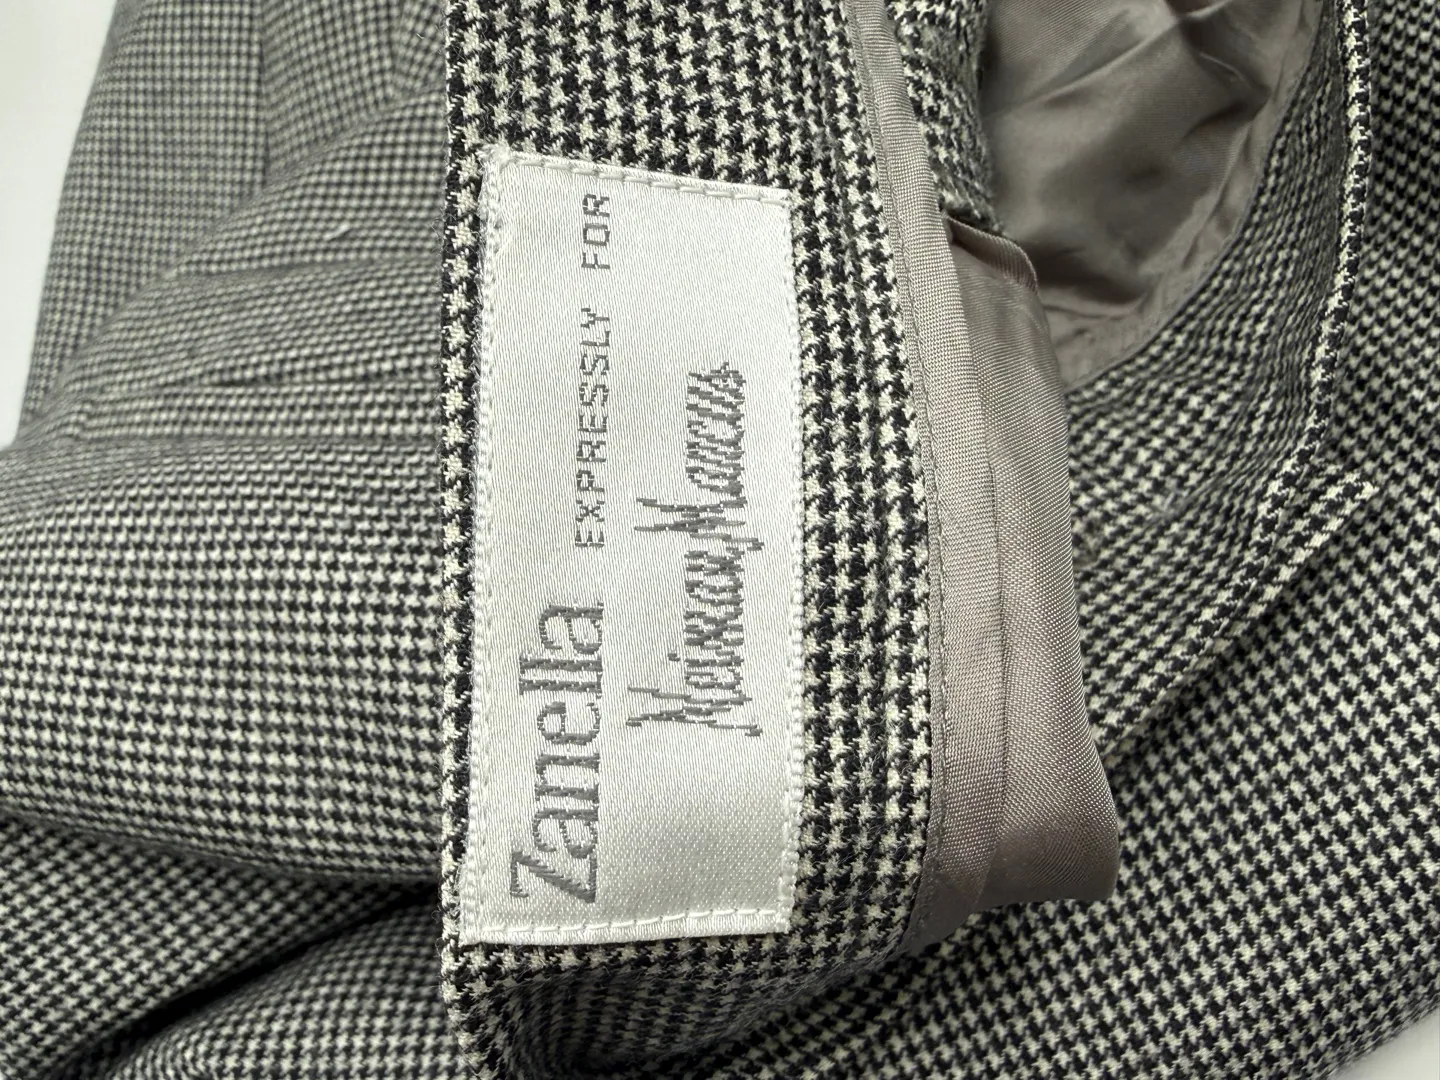 Zanella EXPRESSLY FOR
Neiman Marcus